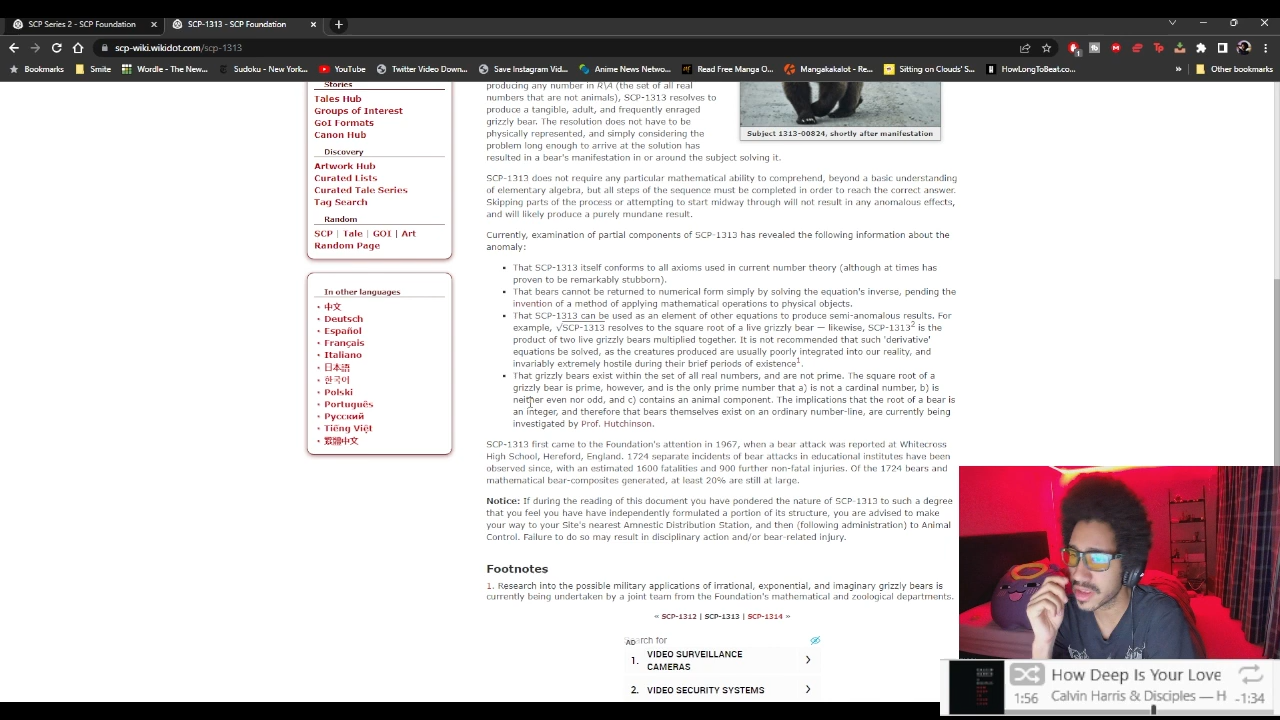 SCP Series 2 - SCP Foundation
SCP-1313 - SCP Foundation
scp-wiki.wikidot.com/scp-1313
Bookmarks
Smite
Wordle - The New...
Sudoku - New York...
YouTube
Twitter Video Down...
Save Instagram Vid...
Anime News Networ...
Read Free Manga O...
Mangakakalot - Re...
Sitting on Clouds' S...
HowLongToBeat.co...
Other bookmarks
Stories
Tales Hub
Groups of Interest
GoI Formats
Canon Hub
Discovery
Artwork Hub
Curated Lists
Curated Tale Series
Tag Search
Random
SCP | Tale | GOI | Art
Random Page
In other languages
中文
Deutsch
Español
Français
Italiano
日本語
한국어
Polski
Português
Русский
Tiếng Việt
繁體中文
producing any number in R\A (the set of all real
numbers that are not animals), SCP-1313 resolves to
produce a tangible, adult, and frequently enraged
grizzly bear. The resolution does not have to be
physically represented, and simply considering the
problem long enough to arrive at the solution has
resulted in a bear's manifestation in or around the subject solving it.
Subject 1313-00824, shortly after manifestation
SCP-1313 does not require any particular mathematical ability to comprehend, beyond a basic understanding
of elementary algebra, but all steps of the sequence must be completed in order to reach the correct answer.
Skipping parts of the process or attempting to start midway through will not result in any anomalous effects,
and will likely produce a purely mundane result.
Currently, examination of partial components of SCP-1313 has revealed the following information about the
anomaly:
That SCP-1313 itself conforms to all axioms used in current number theory (although at times has
proven to be remarkably stubborn).
That bears cannot be returned to numerical form simply by solving the equation's inverse, pending the
invention of a method of applying mathematical operations to physical objects.
That SCP-1313 can be used as an element of other equations to produce semi-anomalous results. For
example, √SCP-1313 resolves to the square root of a live grizzly bear — likewise, SCP-1313² is the
product of two live grizzly bears multiplied together. It is not recommended that such 'derivative'
equations be solved, as the creatures produced are usually poorly integrated into our reality, and
invariably extremely hostile during their brief periods of existence¹.
That grizzly bears exist within the set of all real numbers, and are not prime. The square root of a
grizzly bear is prime, however, and is the only prime number that a) is not a cardinal number, b) is
neither even nor odd, and c) contains an animal component. The implications that the root of a bear is
an integer, and therefore that bears themselves exist on an ordinary number-line, are currently being
investigated by Prof. Hutchinson.
SCP-1313 first came to the Foundation's attention in 1967, when a bear attack was reported at Whitecross
High School, Hereford, England. 1724 separate incidents of bear attacks in educational institutes have been
observed since, with an estimated 1600 fatalities and 900 further non-fatal injuries. Of the 1724 bears and
mathematical bear-composites generated, at least 20% are still at large.
Notice: If during the reading of this document you have pondered the nature of SCP-1313 to such a degree
that you feel you have have independently formulated a portion of its structure, you are advised to make
your way to your Site's nearest Amnestic Distribution Station, and then (following administration) to Animal
Control. Failure to do so may result in disciplinary action and/or bear-related injury.
Footnotes
1. Research into the possible military applications of irrational, exponential, and imaginary grizzly bears is
currently being undertaken by a joint team from the Foundation's mathematical and zoological departments.
« SCP-1312 | SCP-1313 | SCP-1314 »
AD
rch for
1. VIDEO SURVEILLANCE
CAMERAS
2. VIDEO SECURITY SYSTEMS
How Deep Is Your Love
Calvin Harris & Disciples — H
1:56
-1:34